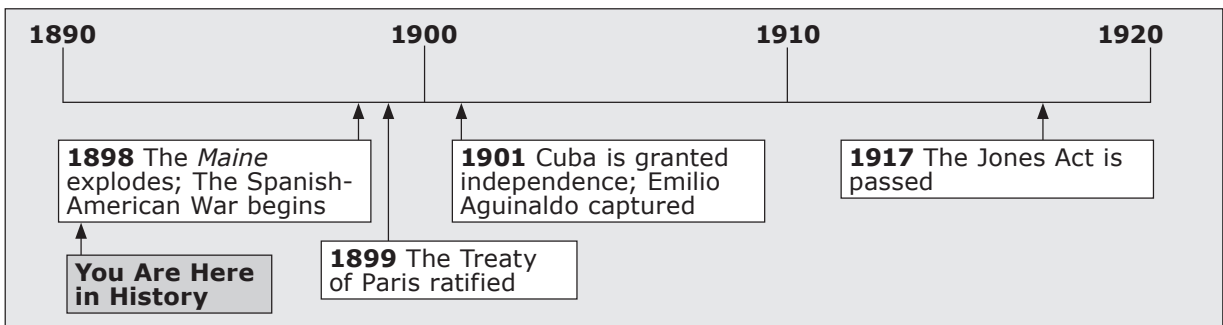 1890 1900 1910 1920
1898 The Maine
explodes; The Spanish-
American War begins
You Are Here
in History
1899 The Treaty
of Paris ratified
1901 Cuba is granted
independence; Emilio
Aguinaldo captured
1917 The Jones Act is
passed